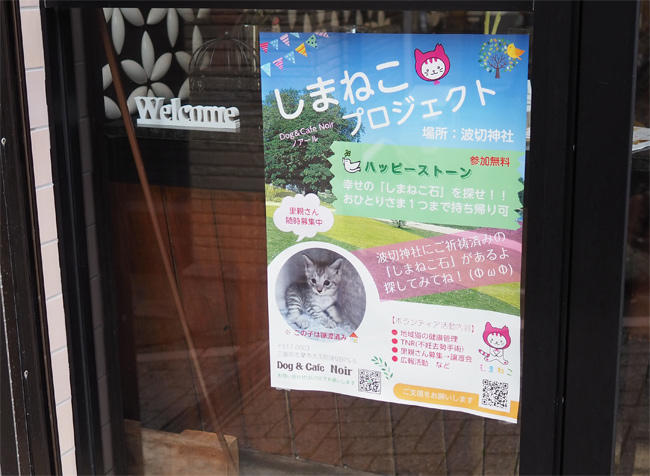 Welcome
しまねこ
プロジェクト
Dog & Cafe Noir
ノアール
場所：波切神社
ハッピーストーン
参加無料
幸せの「しまねこ石」を探せ！！
おひとりさま１つまで持ち帰り可
里親さん
随時募集中
波切神社にご祈祷済みの
「しまねこ石」があるよ
探してみてね！(ΦωΦ)
※ この子は譲渡済み
Dog & Cafe Noir
【ボランティア活動内容】
● 地域猫の健康管理
● TNR(不妊去勢手術)
● 里親さん募集→譲渡会
● 広報活動 など
しまねこ
ご支援をお願いします